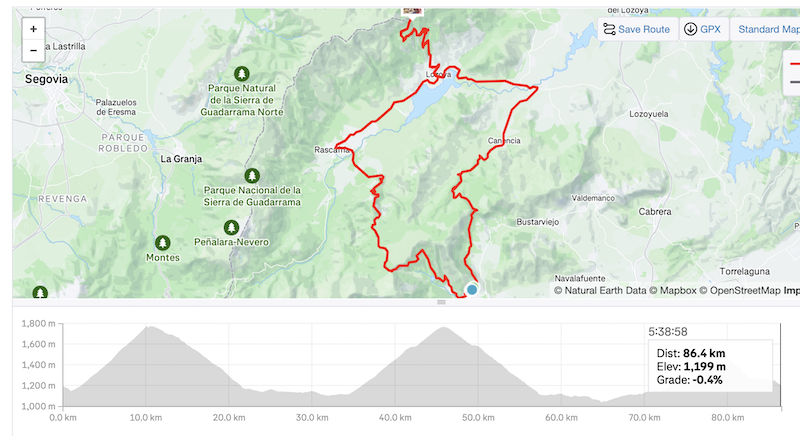 del Lozoya
+
−
a Lastrilla
Save Route
GPX
Standard Map
Segovia
Lozoya
Parque Natural
de la Sierra de
Guadarrama Norte
Palazuelos
de Eresma
Lozoyuela
PARQUE
ROBLEDO
Canencia
La Granja
Parque Nacional de la
Sierra de Guadarrama
REVENGA
Valdemanco
Cabrera
Bustarviejo
Peñalara-Nevero
Montes
Torrelaguna
Navalafuente
© Natural Earth Data © Mapbox © OpenStreetMap Imp
1,800 m
1,600 m
1,400 m
1,200 m
1,000 m
5:38:58
Dist: 86.4 km
Elev: 1,199 m
Grade: -0.4%
0.0 km
10.0 km
20.0 km
30.0 km
40.0 km
50.0 km
60.0 km
70.0 km
80.0 km